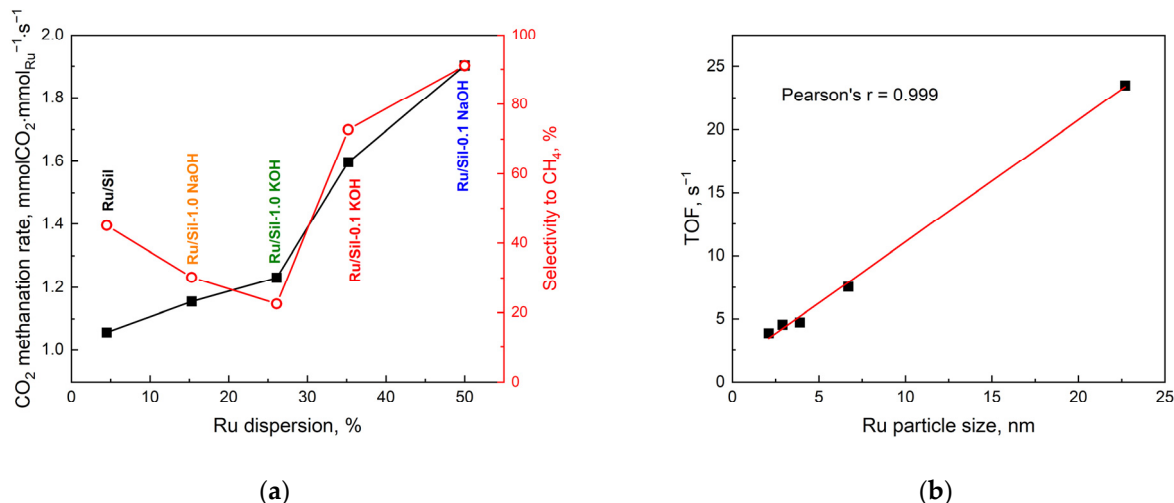 2.0
1.8
1.6
1.4
1.2
1.0
CO₂ methanation rate, mmolCO₂·mmol_Ru⁻¹·s⁻¹
100
80
60
40
20
0
Selectivity to CH₄, %
Ru/Sil
Ru/Sil-1.0 NaOH
Ru/Sil-1.0 KOH
Ru/Sil-0.1 KOH
Ru/Sil-0.1 NaOH
0 10 20 30 40 50
Ru dispersion, %
(a)
25
20
15
10
5
0
TOF, s⁻¹
Pearson's r = 0.999
0 5 10 15 20 25
Ru particle size, nm
(b)